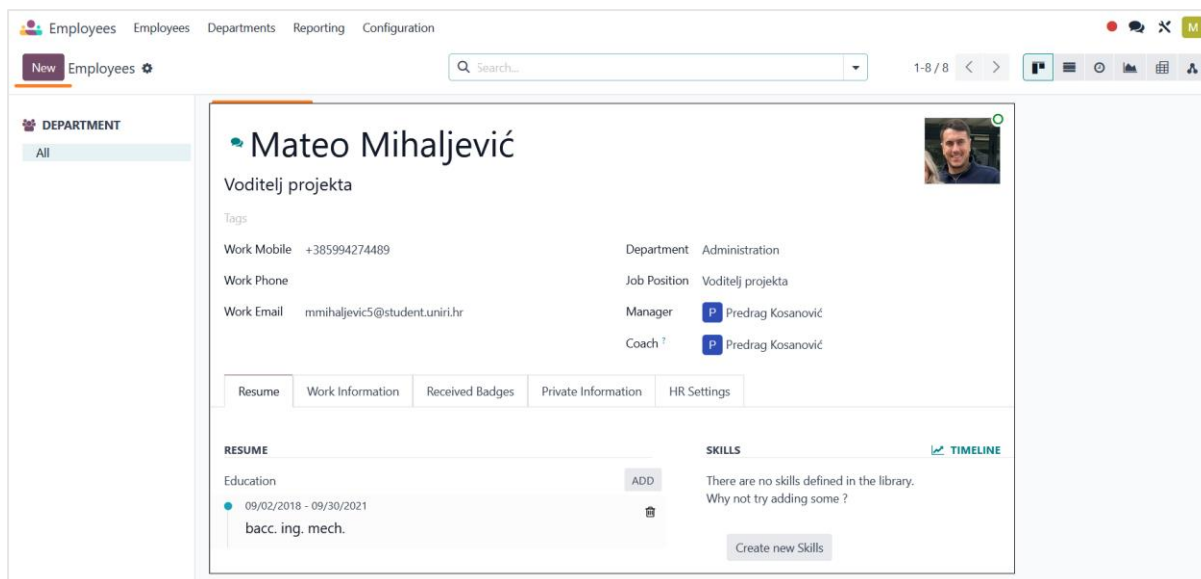 Employees Employees Departments Reporting Configuration M
New Employees Search... 1-8 / 8
DEPARTMENT
All
Mateo Mihaljević
Voditelj projekta
Tags
Work Mobile +385994274489 Department Administration
Work Phone Job Position Voditelj projekta
Work Email mmihaljevic5@student.uniri.hr Manager P Predrag Kosanović
Coach ? P Predrag Kosanović
Resume Work Information Received Badges Private Information HR Settings
RESUME SKILLS TIMELINE
Education ADD There are no skills defined in the library.
09/02/2018 - 09/30/2021 Why not try adding some ?
bacc. ing. mech.
Create new Skills